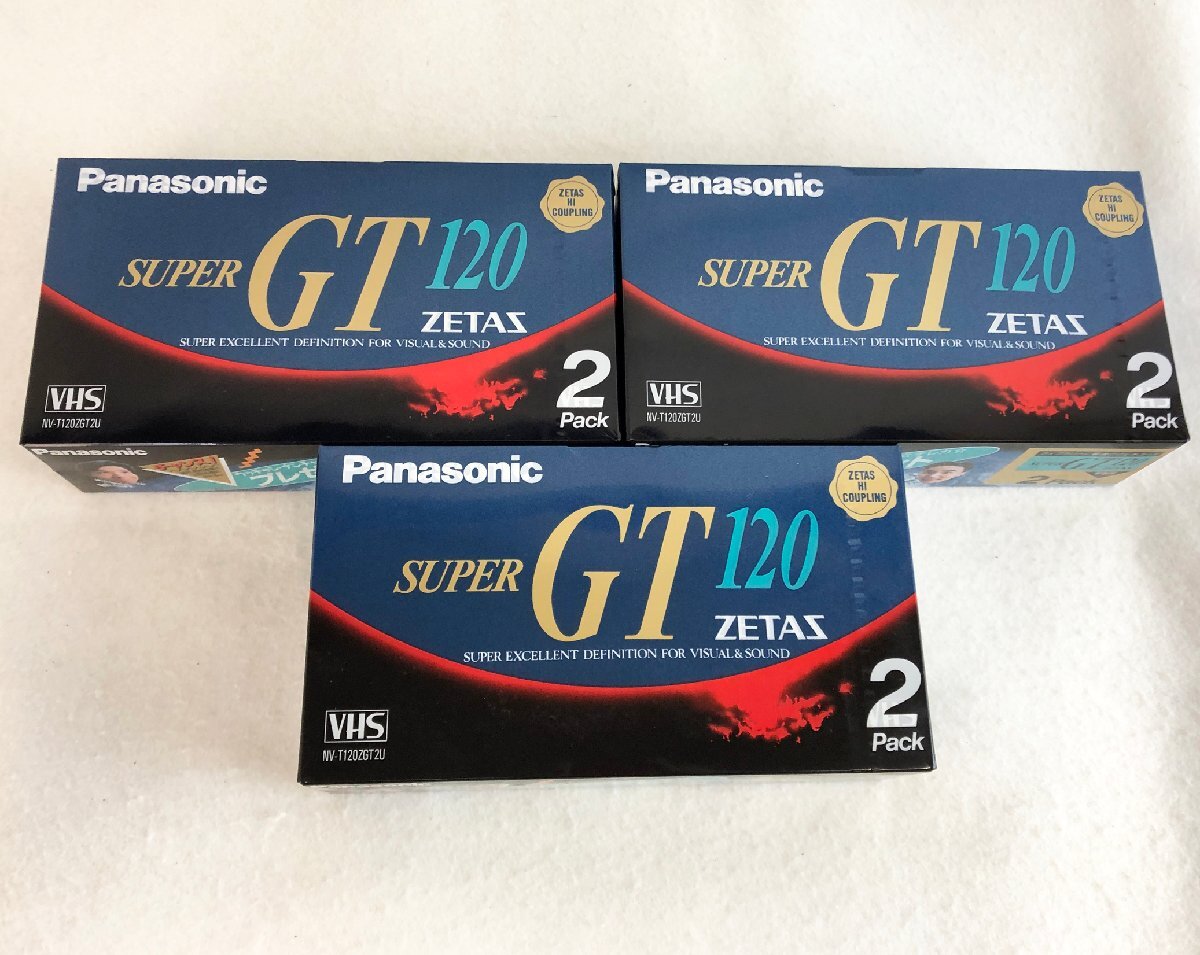 Panasonic
ZETAS
HI
COUPLING
SUPER GT 120
ZETAS
SUPER EXCELLENT DEFINITION FOR VISUAL&SOUND
VHS
NV-T120ZGT2U
2
Pack
Panasonic
ZETAS
HI
COUPLING
SUPER GT 120
ZETAS
SUPER EXCELLENT DEFINITION FOR VISUAL&SOUND
VHS
NV-T120ZGT2U
2
Pack
Panasonic
Panasonic
ZETAS
HI
COUPLING
SUPER GT 120
ZETAS
SUPER EXCELLENT DEFINITION FOR VISUAL&SOUND
VHS
NV-T120ZGT2U
2
Pack